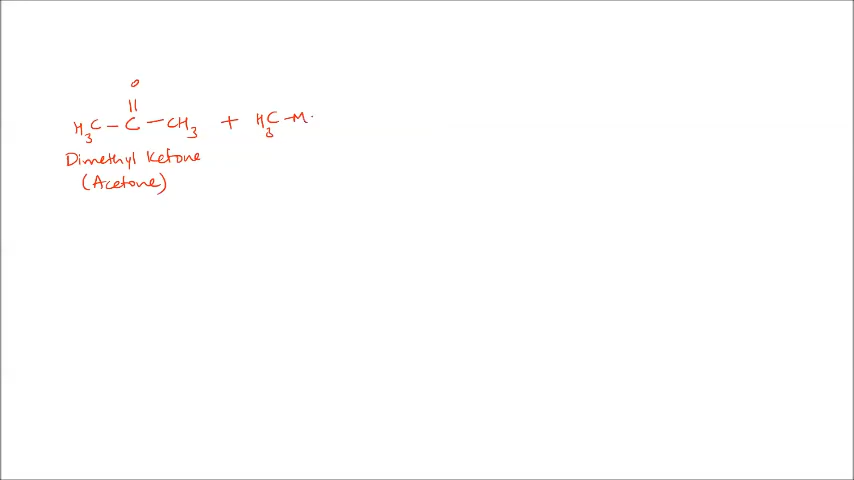 O
||
H3C - C - CH3 + H3C - M
Dimethyl Ketone
(Acetone)